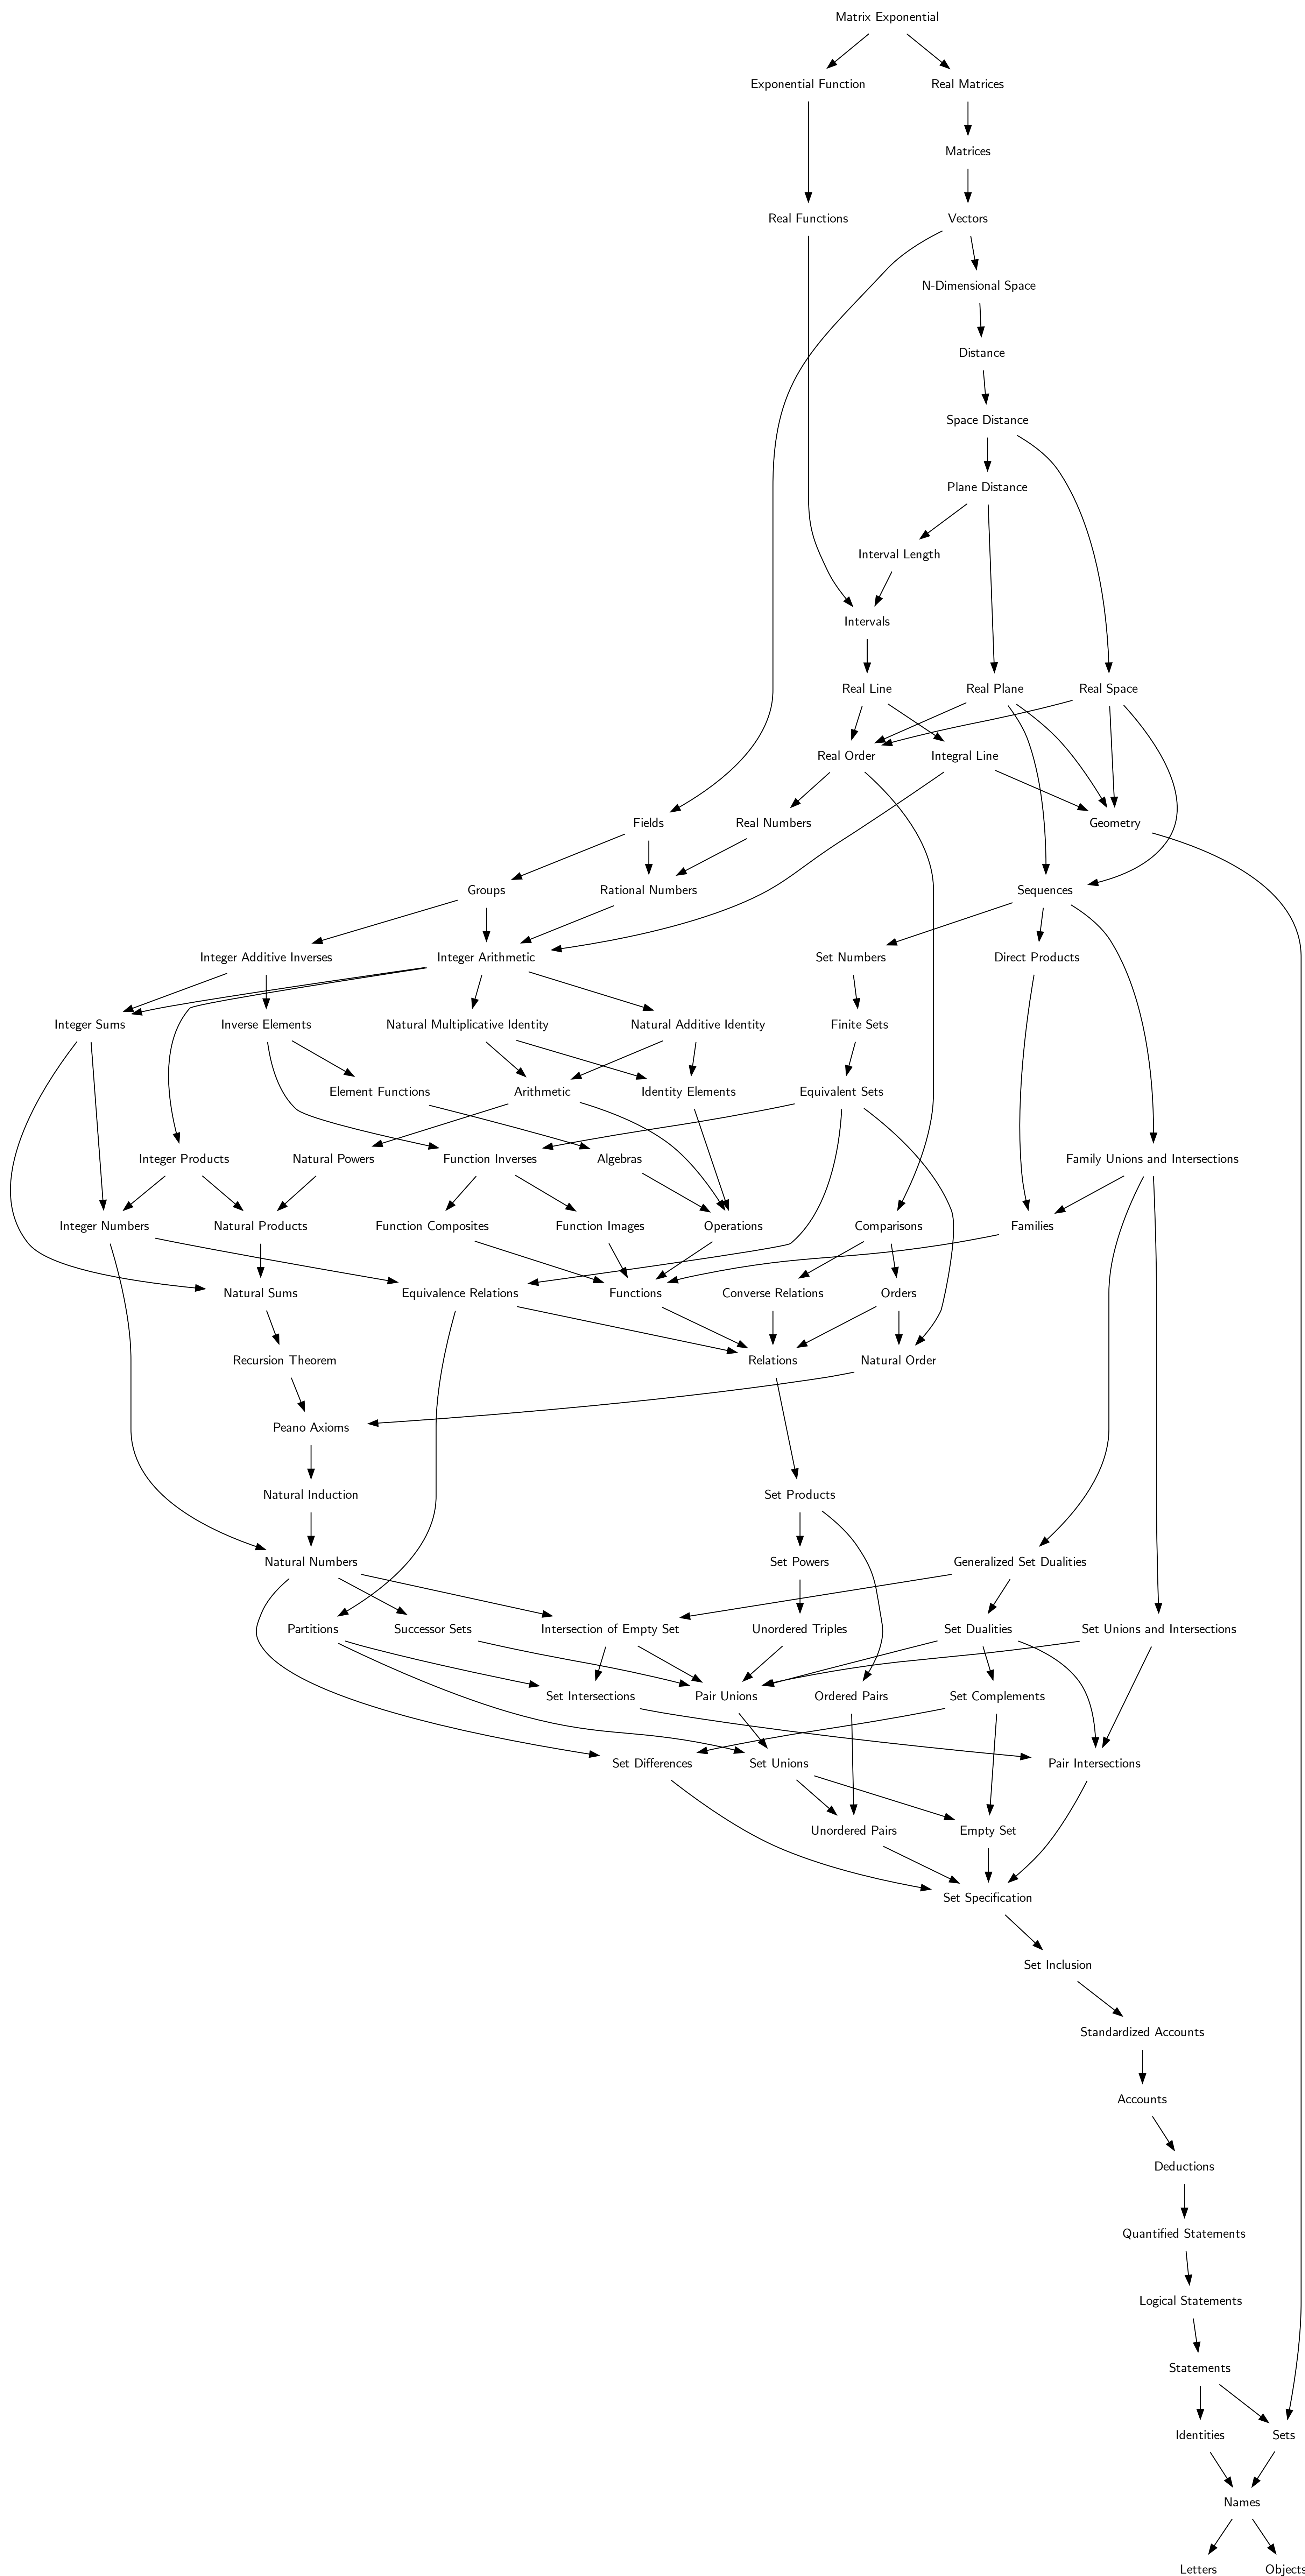 Matrix Exponential
Exponential Function
Real Matrices
Matrices
Real Functions
Vectors
N-Dimensional Space
Distance
Space Distance
Plane Distance
Interval Length
Intervals
Real Line
Real Plane
Real Space
Real Order
Integral Line
Fields
Real Numbers
Geometry
Groups
Rational Numbers
Sequences
Integer Additive Inverses
Integer Arithmetic
Set Numbers
Direct Products
Integer Sums
Inverse Elements
Natural Multiplicative Identity
Natural Additive Identity
Finite Sets
Element Functions
Arithmetic
Identity Elements
Equivalent Sets
Integer Products
Natural Powers
Function Inverses
Algebras
Family Unions and Intersections
Integer Numbers
Natural Products
Function Composites
Function Images
Operations
Comparisons
Families
Natural Sums
Equivalence Relations
Functions
Converse Relations
Orders
Recursion Theorem
Relations
Natural Order
Peano Axioms
Natural Induction
Set Products
Natural Numbers
Set Powers
Generalized Set Dualities
Partitions
Successor Sets
Intersection of Empty Set
Unordered Triples
Set Dualities
Set Unions and Intersections
Set Intersections
Pair Unions
Ordered Pairs
Set Complements
Set Differences
Set Unions
Pair Intersections
Unordered Pairs
Empty Set
Set Specification
Set Inclusion
Standardized Accounts
Accounts
Deductions
Quantified Statements
Logical Statements
Statements
Identities
Sets
Names
Letters
Objects